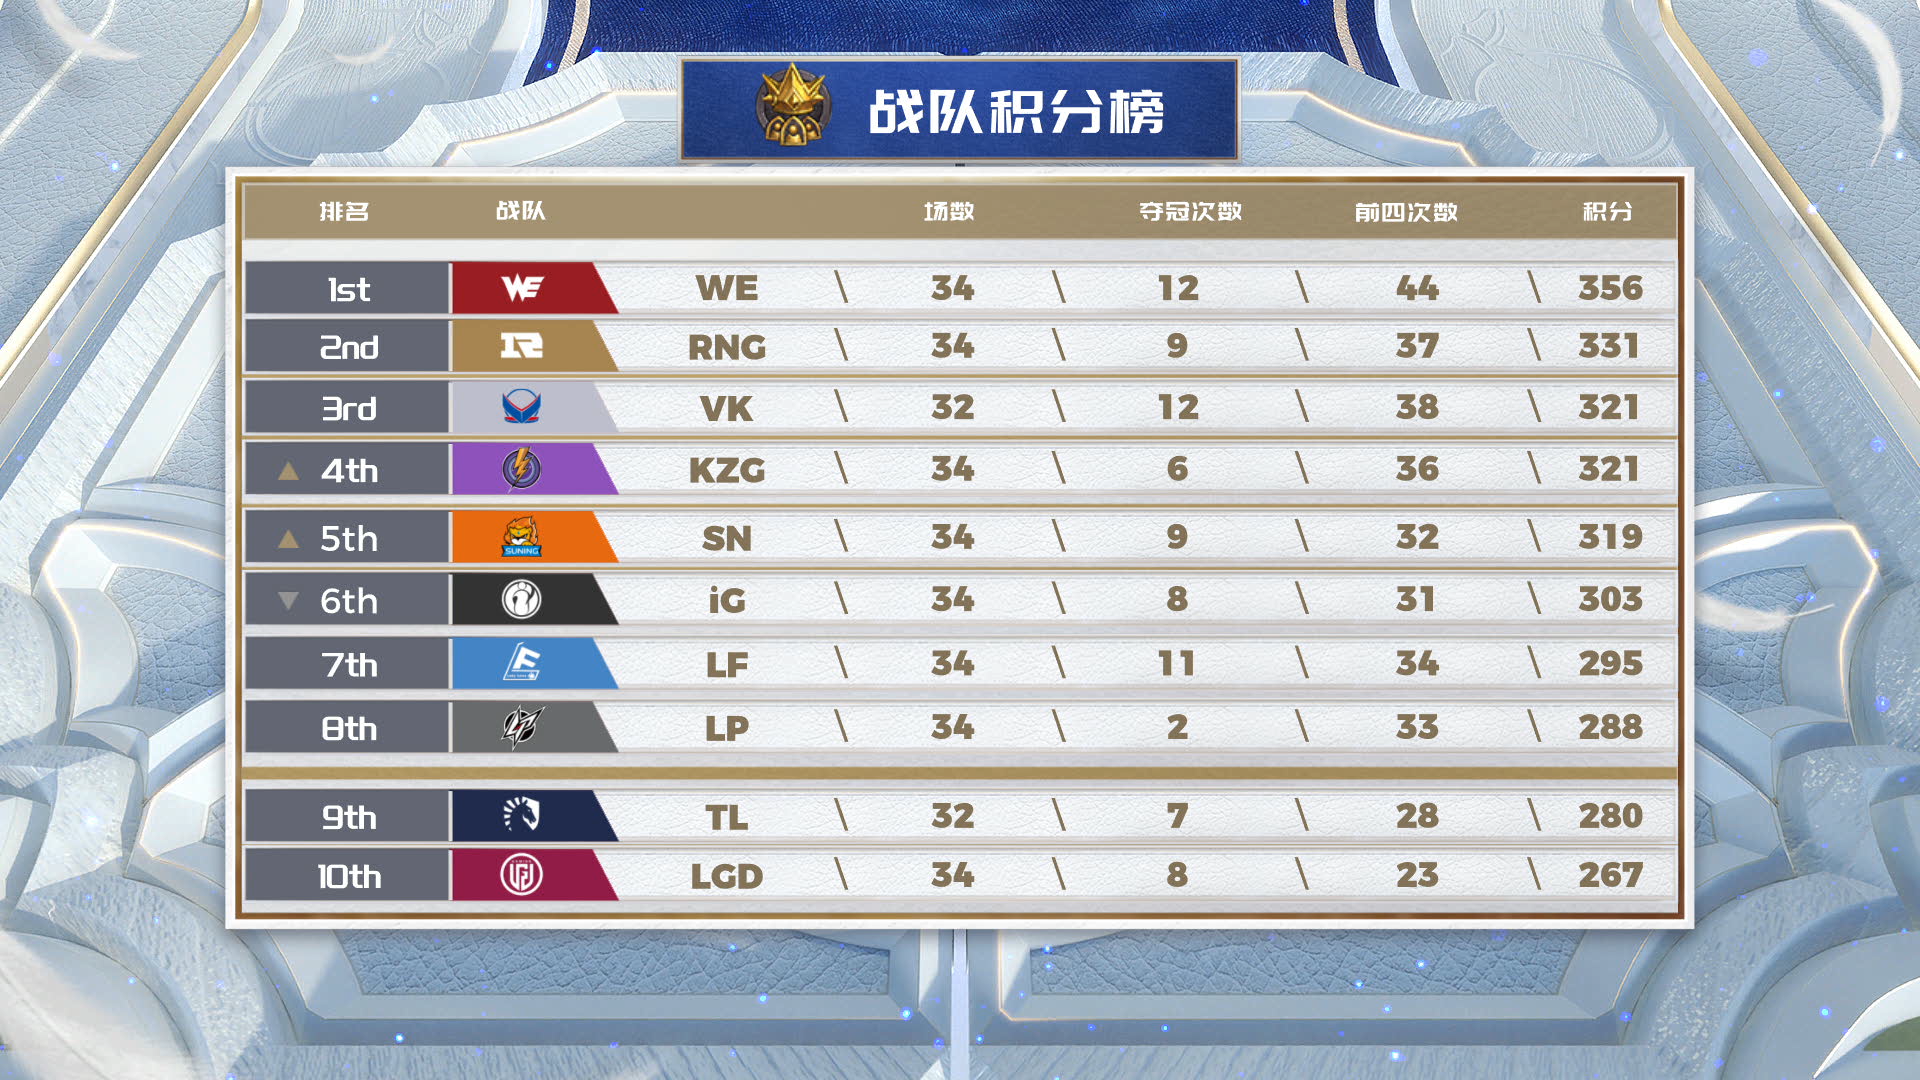 战队积分榜
排名 战队 场数 夺冠次数 前四次数 积分
1st WE WE \ 34 \ 12 \ 44 \ 356
2nd R RNG \ 34 \ 9 \ 37 \ 331
3rd VK \ 32 \ 12 \ 38 \ 321
4th KZG \ 34 \ 6 \ 36 \ 321
5th SUNING SN \ 34 \ 9 \ 32 \ 319
6th iG \ 34 \ 8 \ 31 \ 303
7th LF \ 34 \ 11 \ 34 \ 295
8th LP \ 34 \ 2 \ 33 \ 288
9th TL \ 32 \ 7 \ 28 \ 280
10th LGD \ 34 \ 8 \ 23 \ 267